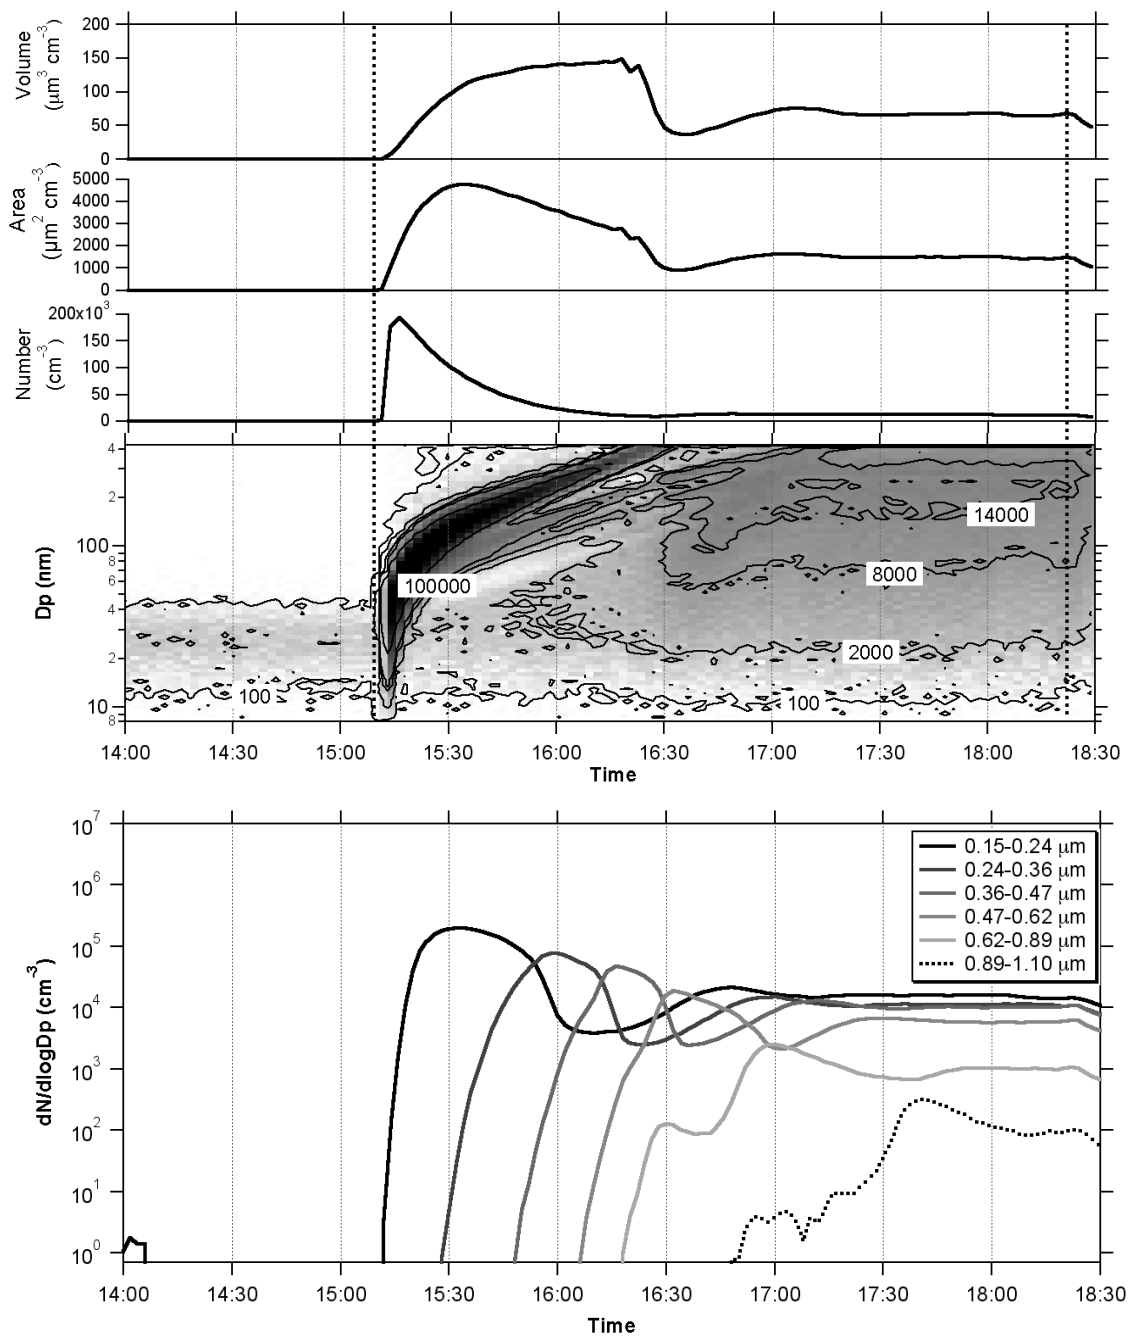 Volume
(µm³ cm⁻³)
200
150
100
50
0
Area
(µm² cm⁻³)
5000
4000
3000
2000
1000
0
Number
(cm⁻³)
200x10³
150
100
50
0
Dp (nm)
4
2
100
8
6
4
2
10
8
100000
14000
8000
2000
100
100
14:00 14:30 15:00 15:30 16:00 16:30 17:00 17:30 18:00 18:30
Time
dN/dlogDp (cm⁻³)
10⁷
10⁶
10⁵
10⁴
10³
10²
10¹
10⁰
0.15-0.24 µm
0.24-0.36 µm
0.36-0.47 µm
0.47-0.62 µm
0.62-0.89 µm
0.89-1.10 µm
14:00 14:30 15:00 15:30 16:00 16:30 17:00 17:30 18:00 18:30
Time